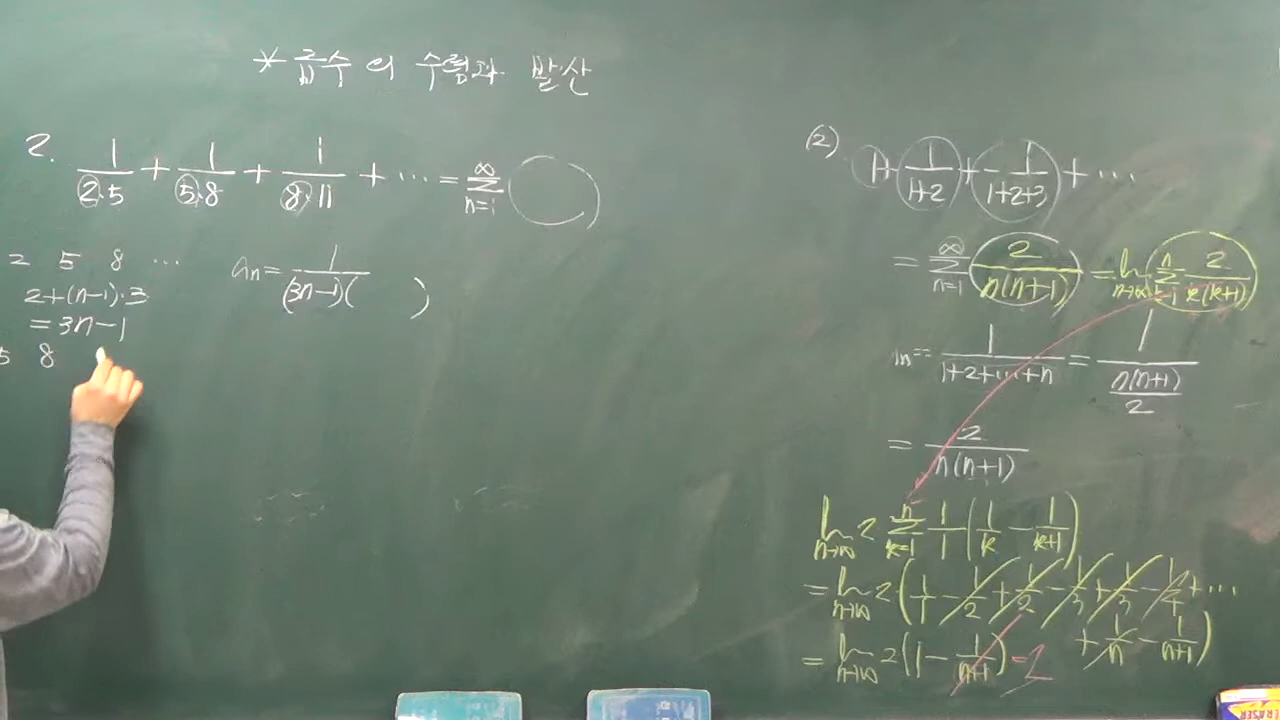 * 급수의 수렴과 발산
2. 1/(2·5) + 1/(5·8) + 1/(8·11) + ... = ∞ Σ n=1
2 5 8 ...
an = 1/((3n-1)( ))
2+(n-1)·3
= 3n-1
5 8
(2) 1 + 1/(1+2) + 1/(1+2+3) + ...
= ∞ Σ n=1 2/(n(n+1)) = lim n→∞ n Σ k=1 2/(k(k+1))
an = 1/(1+2+...+n) = 1/(n(n+1)/2)
= 2/(n(n+1))
lim n→∞ 2 n Σ k=1 1/1 (1/k - 1/(k+1))
= lim n→∞ 2(1/1 - 1/2 + 1/2 - 1/3 + 1/3 - 1/4 + ... + 1/n - 1/(n+1))
= lim n→∞ 2(1 - 1/(n+1)) = 2
ERASER